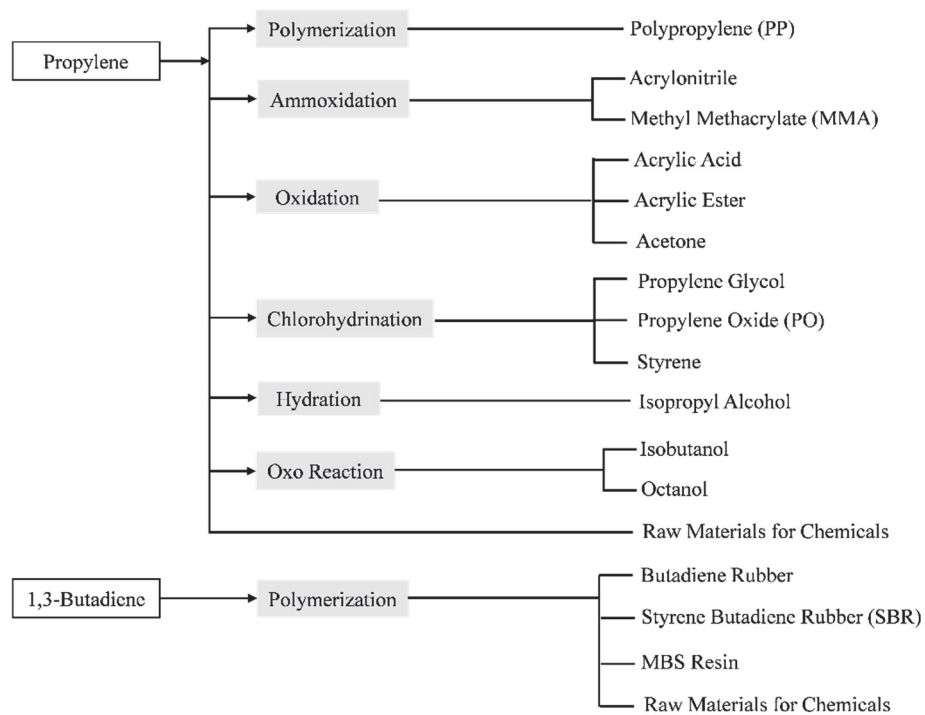 Propylene
Polymerization
Polypropylene (PP)
Ammoxidation
Acrylonitrile
Methyl Methacrylate (MMA)
Oxidation
Acrylic Acid
Acrylic Ester
Acetone
Chlorohydrination
Propylene Glycol
Propylene Oxide (PO)
Styrene
Hydration
Isopropyl Alcohol
Oxo Reaction
Isobutanol
Octanol
Raw Materials for Chemicals
1,3-Butadiene
Polymerization
Butadiene Rubber
Styrene Butadiene Rubber (SBR)
MBS Resin
Raw Materials for Chemicals